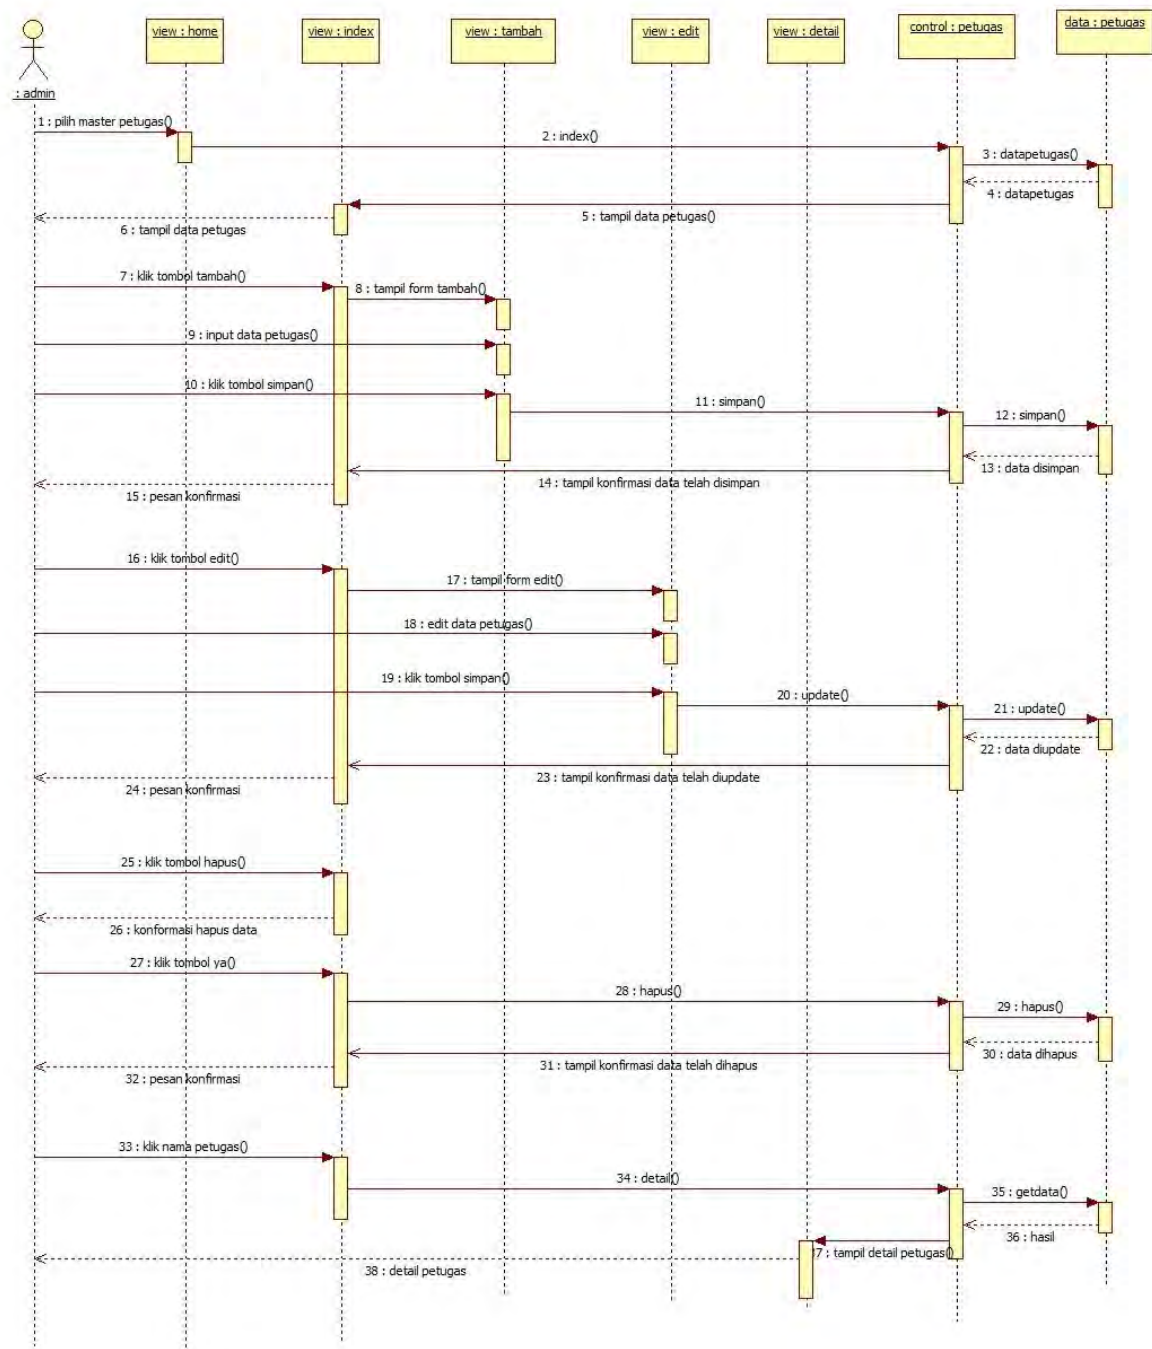 view : home
view : index
view : tambah
view : edit
view : detail
control : petugas
data : petugas
: admin
1 : pilih master petugas()
2 : index()
3 : datapetugas()
4 : datapetugas
5 : tampil data petugas()
6 : tampil data petugas
7 : klik tombol tambah()
8 : tampil form tambah()
9 : input data petugas()
10 : klik tombol simpan()
11 : simpan()
12 : simpan()
13 : data disimpan
14 : tampil konfirmasi data telah disimpan
15 : pesan konfirmasi
16 : klik tombol edit()
17 : tampil form edit()
18 : edit data petugas()
19 : klik tombol simpan()
20 : update()
21 : update()
22 : data diupdate
23 : tampil konfirmasi data telah diupdate
24 : pesan konfirmasi
25 : klik tombol hapus()
26 : konformasi hapus data
27 : klik tombol ya()
28 : hapus()
29 : hapus()
30 : data dihapus
31 : tampil konfirmasi data telah dihapus
32 : pesan konfirmasi
33 : klik nama petugas()
34 : detail()
35 : getdata()
36 : hasil
7 : tampil detail petugas()
38 : detail petugas